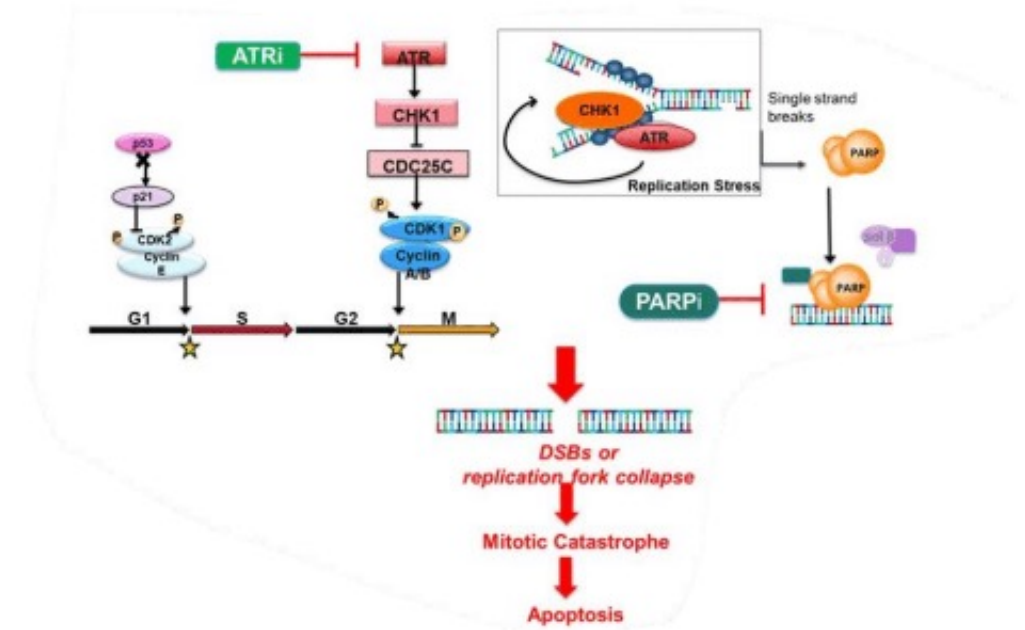 ATRi
ATR
CHK1
CDC25C
P
CDK1
P
Cyclin
A/B
p53
p21
P
P
CDK2
Cyclin
E
G1
S
G2
M
CHK1
ATR
Replication Stress
Single strand
breaks
PARP
PARP
PARPi
DSBs or
replication fork collapse
Mitotic Catastrophe
Apoptosis